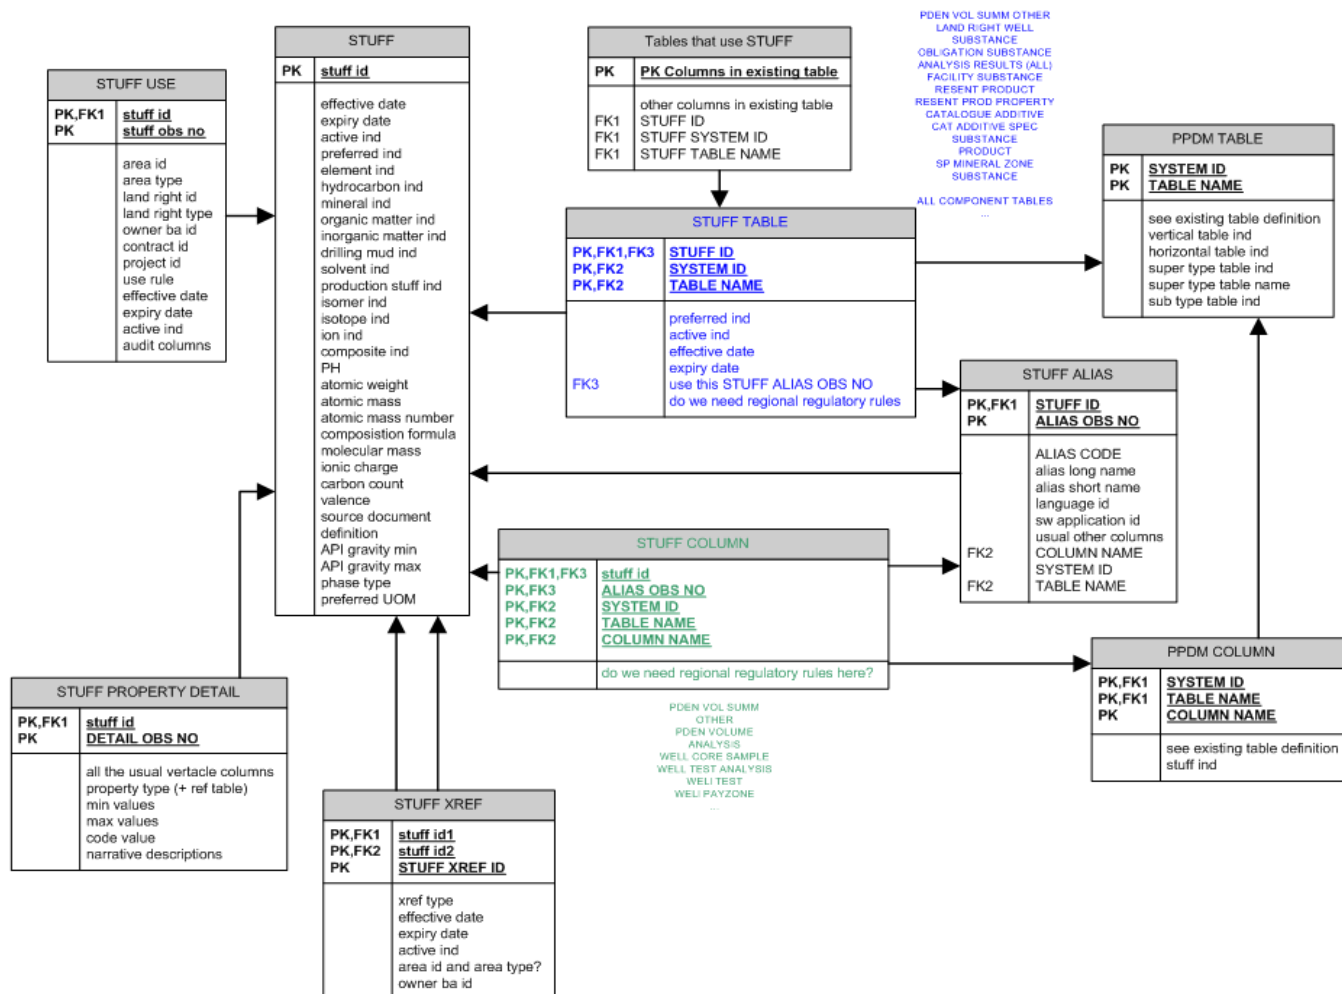 STUFF USE
PK,FK1 stuff id
PK stuff obs no
area id
area type
land right id
land right type
owner ba id
contract id
project id
use rule
effective date
expiry date
active ind
audit columns
STUFF
PK stuff id
effective date
expiry date
active ind
preferred ind
element ind
hydrocarbon ind
mineral ind
organic matter ind
inorganic matter ind
drilling mud ind
solvent ind
production stuff ind
isomer ind
isotope ind
ion ind
composite ind
PH
atomic weight
atomic mass
atomic mass number
composistion formula
molecular mass
ionic charge
carbon count
valence
source document
definition
API gravity min
API gravity max
phase type
preferred UOM
Tables that use STUFF
PK PK Columns in existing table
other columns in existing table
FK1 STUFF ID
FK1 STUFF SYSTEM ID
FK1 STUFF TABLE NAME
PDEN VOL SUMM OTHER
LAND RIGHT WELL
SUBSTANCE
OBLIGATION SUBSTANCE
ANALYSIS RESULTS (ALL)
FACILITY SUBSTANCE
RESENT PRODUCT
RESENT PROD PROPERTY
CATALOGUE ADDITIVE
CAT ADDITIVE SPEC
SUBSTANCE
PRODUCT
SP MINERAL ZONE
SUBSTANCE
ALL COMPONENT TABLES
...
PPDM TABLE
PK SYSTEM ID
PK TABLE NAME
see existing table definition
vertical table ind
horizontal table ind
super type table ind
super type table name
sub type table ind
STUFF TABLE
PK,FK1,FK3 STUFF ID
PK,FK2 SYSTEM ID
PK,FK2 TABLE NAME
preferred ind
active ind
effective date
expiry date
FK3 use this STUFF ALIAS OBS NO
do we need regional regulatory rules
STUFF ALIAS
PK,FK1 STUFF ID
PK ALIAS OBS NO
ALIAS CODE
alias long name
alias short name
language id
sw application id
usual other columns
FK2 COLUMN NAME
SYSTEM ID
FK2 TABLE NAME
STUFF COLUMN
PK,FK1,FK3 stuff id
PK,FK3 ALIAS OBS NO
PK,FK2 SYSTEM ID
PK,FK2 TABLE NAME
PK,FK2 COLUMN NAME
do we need regional regulatory rules here?
PDEN VOL SUMM
OTHER
PDEN VOLUME
ANALYSIS
WELL CORE SAMPLE
WELL TEST ANALYSIS
WELl TEST
WELl PAYZONE
...
PPDM COLUMN
PK,FK1 SYSTEM ID
PK,FK1 TABLE NAME
PK COLUMN NAME
see existing table definition
stuff ind
STUFF PROPERTY DETAIL
PK,FK1 stuff id
PK DETAIL OBS NO
all the usual vertacle columns
property type (+ ref table)
min values
max values
code value
narrative descriptions
STUFF XREF
PK,FK1 stuff id1
PK,FK2 stuff id2
PK STUFF XREF ID
xref type
effective date
expiry date
active ind
area id and area type?
owner ba id